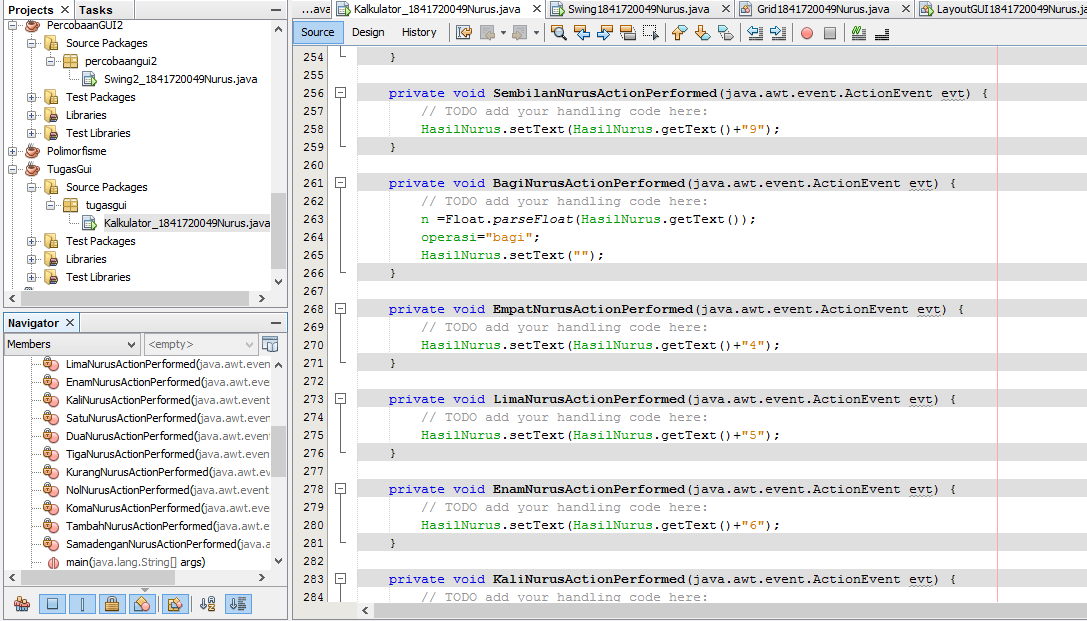 Projects Tasks
PercobaanGUI2
Source Packages
percobaangui2
Swing2_1841720049Nurus.java
Test Packages
Libraries
Test Libraries
Polimorfisme
TugasGui
Source Packages
tugasgui
Kalkulator_1841720049Nurus.java
Test Packages
Libraries
Test Libraries
Navigator
Members <empty>
LimaNurusActionPerformed(java.awt.event
EnamNurusActionPerformed(java.awt.eve
KaliNurusActionPerformed(java.awt.event
SatuNurusActionPerformed(java.awt.even
DuaNurusActionPerformed(java.awt.event
TigaNurusActionPerformed(java.awt.even
KurangNurusActionPerformed(java.awt.e
NolNurusActionPerformed(java.awt.event
KomaNurusActionPerformed(java.awt.eve
TambahNurusActionPerformed(java.awt.e
SamadenganNurusActionPerformed(java.a
main(java.lang.String[] args)
...ava Kalkulator_1841720049Nurus.java Swing1841720049Nurus.java Grid1841720049Nurus.java LayoutGUI1841720049Nurus.ja
Source Design History
254 }
255
256 private void SembilanNurusActionPerformed(java.awt.event.ActionEvent evt) {
257 // TODO add your handling code here:
258 HasilNurus.setText(HasilNurus.getText()+"9");
259 }
260
261 private void BagiNurusActionPerformed(java.awt.event.ActionEvent evt) {
262 // TODO add your handling code here:
263 n =Float.parseFloat(HasilNurus.getText());
264 operasi="bagi";
265 HasilNurus.setText("");
266 }
267
268 private void EmpatNurusActionPerformed(java.awt.event.ActionEvent evt) {
269 // TODO add your handling code here:
270 HasilNurus.setText(HasilNurus.getText()+"4");
271 }
272
273 private void LimaNurusActionPerformed(java.awt.event.ActionEvent evt) {
274 // TODO add your handling code here:
275 HasilNurus.setText(HasilNurus.getText()+"5");
276 }
277
278 private void EnamNurusActionPerformed(java.awt.event.ActionEvent evt) {
279 // TODO add your handling code here:
280 HasilNurus.setText(HasilNurus.getText()+"6");
281 }
282
283 private void KaliNurusActionPerformed(java.awt.event.ActionEvent evt) {
284 // TODO add your handling code here: